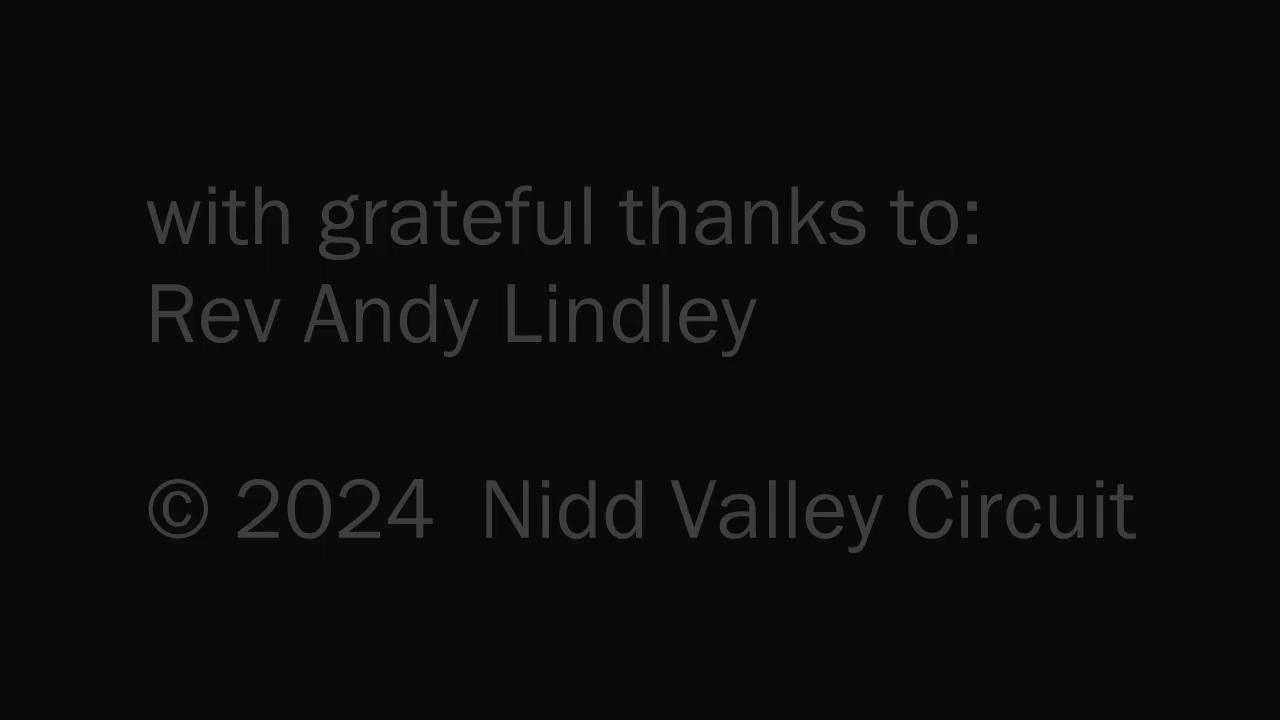 with grateful thanks to:
Rev Andy Lindley
© 2024  Nidd Valley Circuit